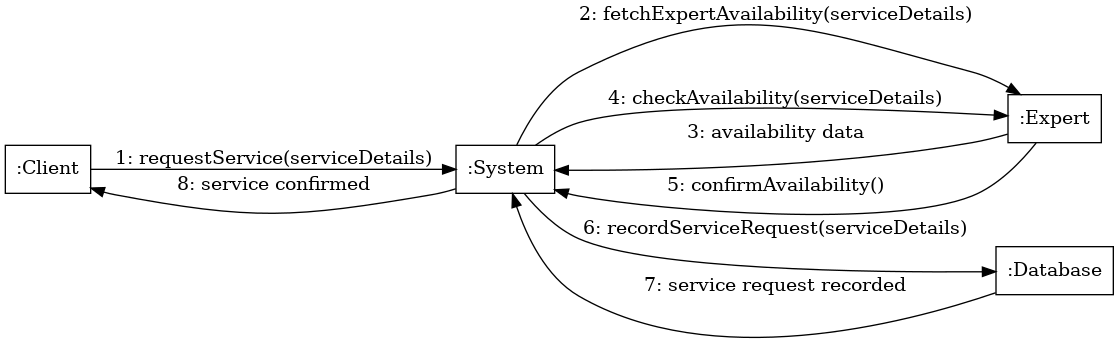 2: fetchExpertAvailability(serviceDetails)
4: checkAvailability(serviceDetails)
:Expert
3: availability data
1: requestService(serviceDetails)
:Client
:System
8: service confirmed
5: confirmAvailability()
6: recordServiceRequest(serviceDetails)
:Database
7: service request recorded